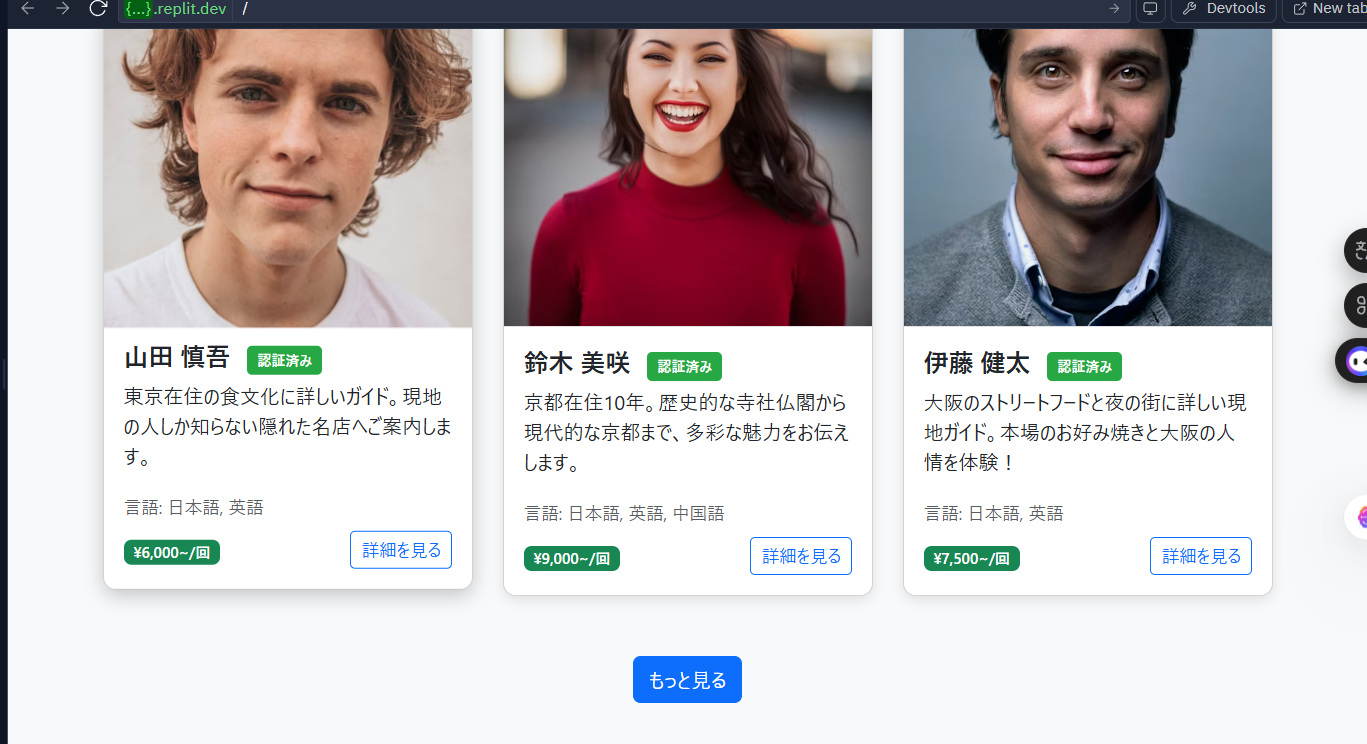 {...}.replit.dev /
Devtools
New tab
山田 慎吾 認証済み
東京在住の食文化に詳しいガイド。現地
の人しか知らない隠れた名店へご案内しま
す。
言語: 日本語, 英語
¥6,000~/回 詳細を見る
鈴木 美咲 認証済み
京都在住10年。歴史的な寺社仏閣から
現代的な京都まで、多彩な魅力をお伝え
します。
言語: 日本語, 英語, 中国語
¥9,000~/回 詳細を見る
伊藤 健太 認証済み
大阪のストリートフードと夜の街に詳しい現
地ガイド。本場のお好み焼きと大阪の人
情を体験！
言語: 日本語, 英語
¥7,500~/回 詳細を見る
もっと見る